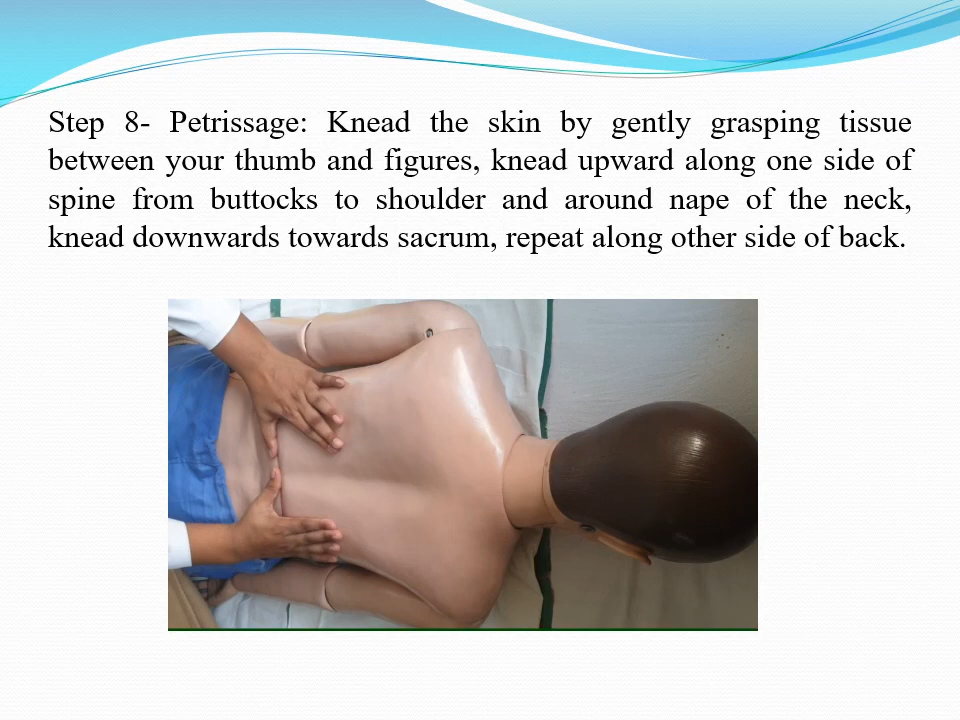 Step 8- Petrissage: Knead the skin by gently grasping tissue
between your thumb and figures, knead upward along one side of
spine from buttocks to shoulder and around nape of the neck,
knead downwards towards sacrum, repeat along other side of back.